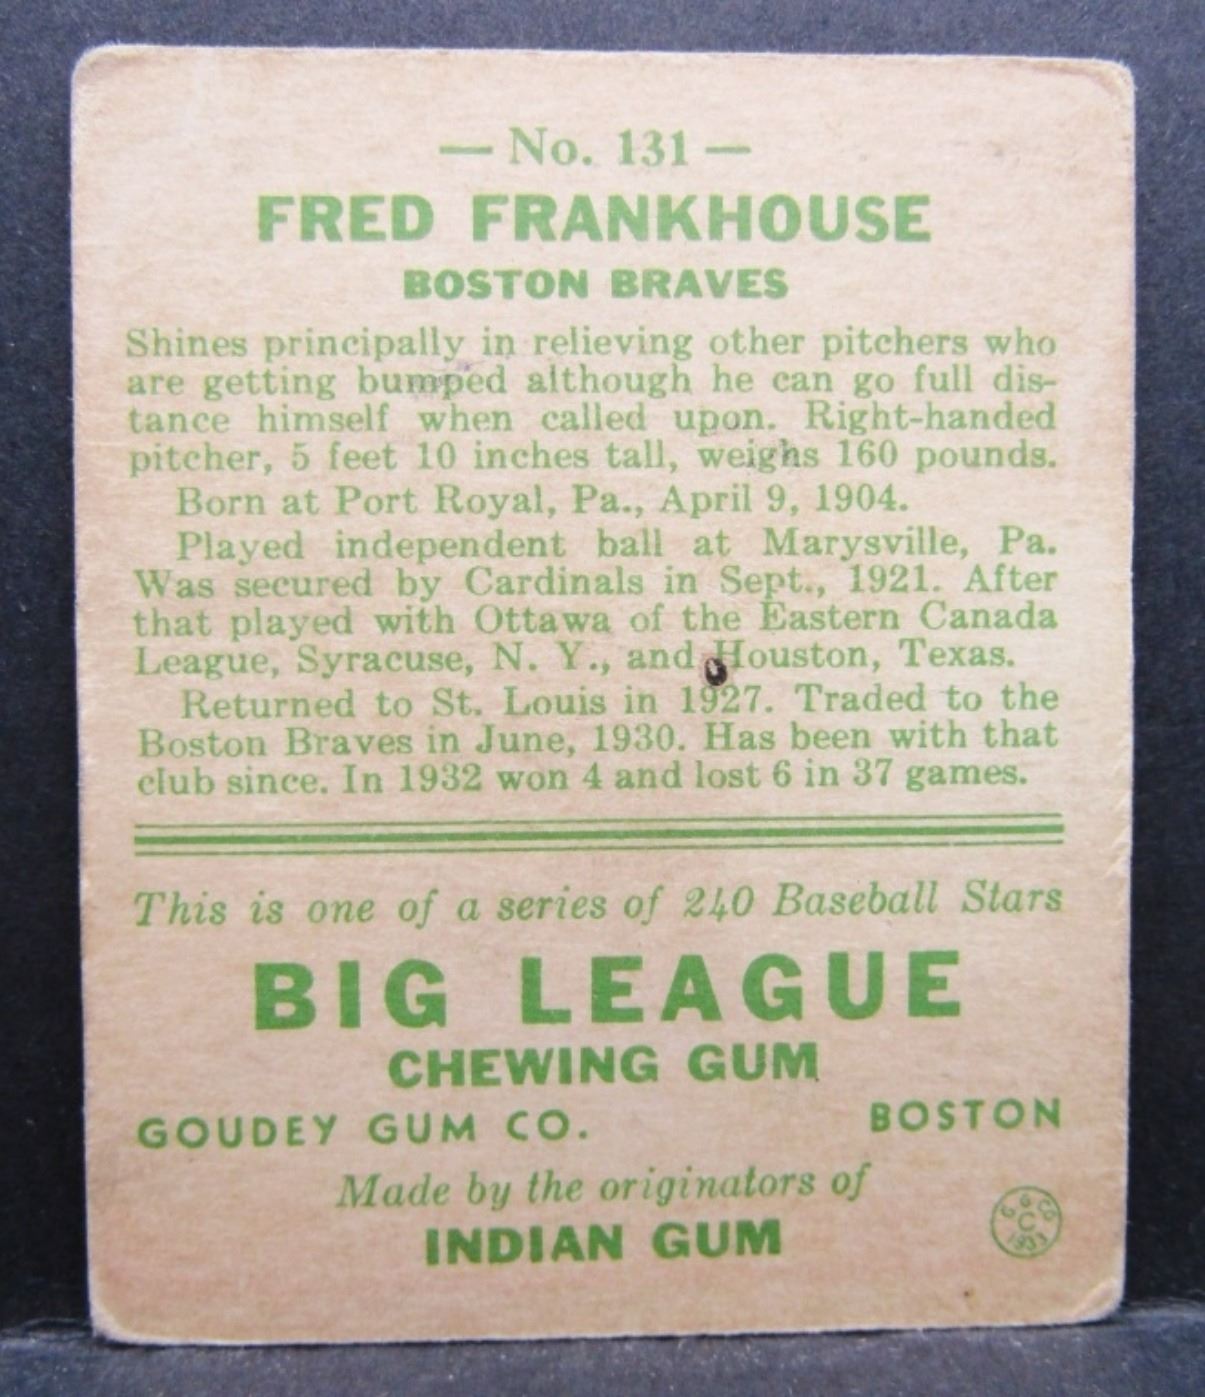 — No. 131 —
FRED FRANKHOUSE
BOSTON BRAVES
Shines principally in relieving other pitchers who
are getting bumped although he can go full dis-
tance himself when called upon. Right-handed
pitcher, 5 feet 10 inches tall, weighs 160 pounds.
Born at Port Royal, Pa., April 9, 1904.
Played independent ball at Marysville, Pa.
Was secured by Cardinals in Sept., 1921. After
that played with Ottawa of the Eastern Canada
League, Syracuse, N. Y., and Houston, Texas.
Returned to St. Louis in 1927. Traded to the
Boston Braves in June, 1930. Has been with that
club since. In 1932 won 4 and lost 6 in 37 games.
This is one of a series of 240 Baseball Stars
BIG LEAGUE
CHEWING GUM
GOUDEY GUM CO. BOSTON
Made by the originators of
INDIAN GUM
G G Co
C
1933